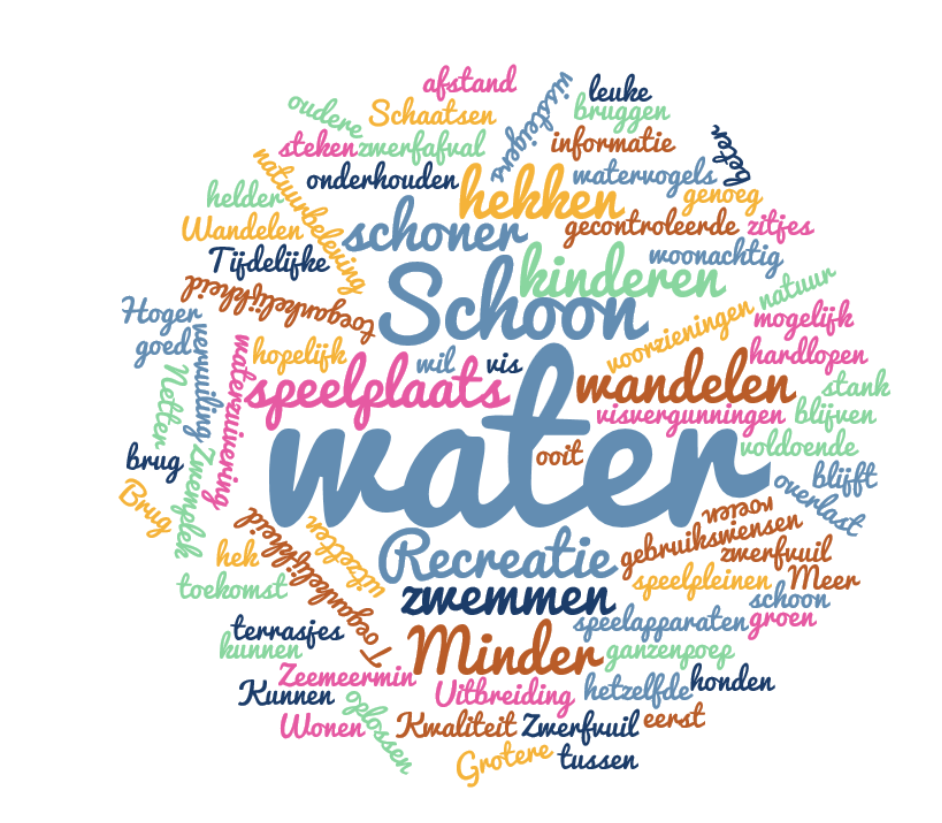 afstand
vissteigers
leuke
oudere
Schaatsen
bruggen
beter
steken
zwerfafval
informatie
natuurbeleving
onderhouden
hekken
watervogels
genoeg
helder
Wandelen
schoner
gecontroleerde
zitjes
Tijdelijke
Schoon
kinderen
woonachtig
toegankelijkheid
natuur
Hoger
voorzieningen
mogelijk
goed
vervuiling
waterzuivering
hopelijk
wil
vis
hardlopen
Netten
speelplaats
wandelen
stank
visvergunningen
blijven
water
voldoende
brug
Zwemplek
ooit
blijft
Brug
overlast
roeien
Toegankelijkheid
uitzetten
Recreatie
gebruikswensen
hek
zwerfvuil
toekomst
zwemmen
speelpleinen
Meer
schoon
terrasjes
speelapparaten
groen
kunnen
Minder
ganzenpoep
Zeemeermin
Kunnen
Uitbreiding
hetzelfde
honden
Wonen
oplossen
Kwaliteit
Zwerfvuil
eerst
Grotere
tussen